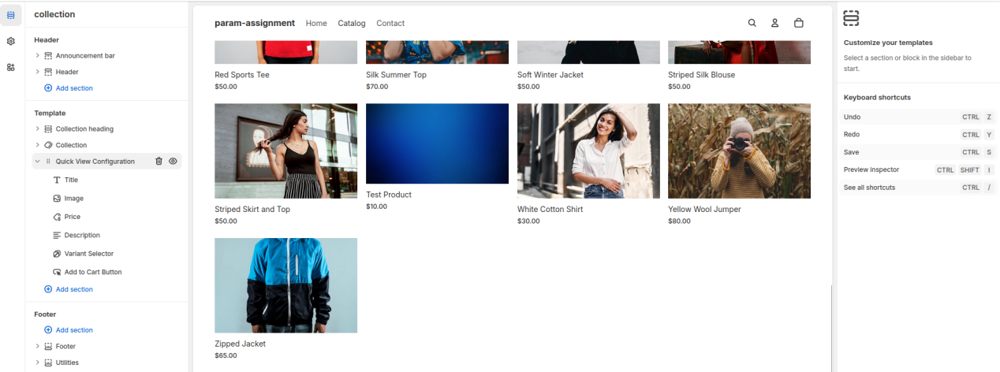 collection
Header
Announcement bar
Header
Add section
Template
Collection heading
Collection
Quick View Configuration
Title
Image
Price
Description
Variant Selector
Add to Cart Button
Add section
Footer
Add section
Footer
Utilities
param-assignment Home Catalog Contact
Red Sports Tee
$50.00
Silk Summer Top
$70.00
Soft Winter Jacket
$50.00
Striped Silk Blouse
$50.00
Striped Skirt and Top
$50.00
Test Product
$10.00
White Cotton Shirt
$30.00
Yellow Wool Jumper
$80.00
Zipped Jacket
$65.00
Customize your templates
Select a section or block in the sidebar to
start.
Keyboard shortcuts
Undo CTRL Z
Redo CTRL Y
Save CTRL S
Preview inspector CTRL SHIFT I
See all shortcuts CTRL /